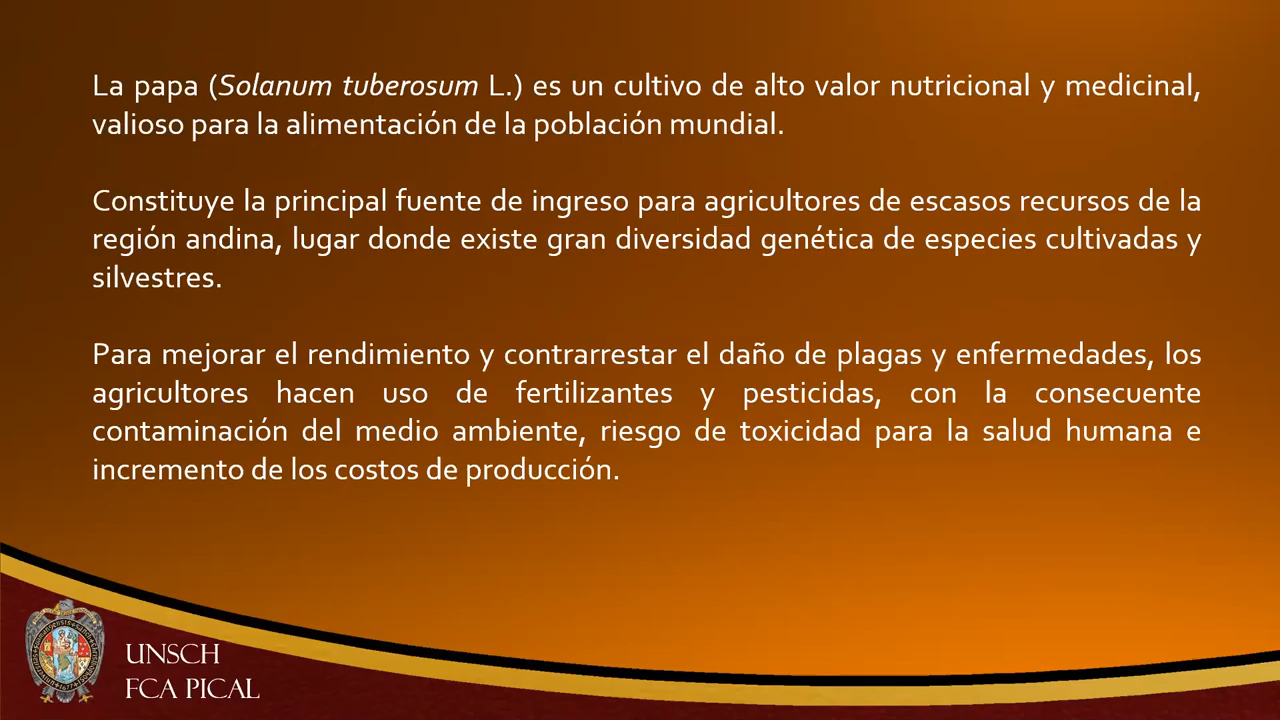 La papa (Solanum tuberosum L.) es un cultivo de alto valor nutricional y medicinal,
valioso para la alimentación de la población mundial.
Constituye la principal fuente de ingreso para agricultores de escasos recursos de la
región andina, lugar donde existe gran diversidad genética de especies cultivadas y
silvestres.
Para mejorar el rendimiento y contrarrestar el daño de plagas y enfermedades, los
agricultores hacen uso de fertilizantes y pesticidas, con la consecuente
contaminación del medio ambiente, riesgo de toxicidad para la salud humana e
incremento de los costos de producción.
UNSCH
FCA PICAL